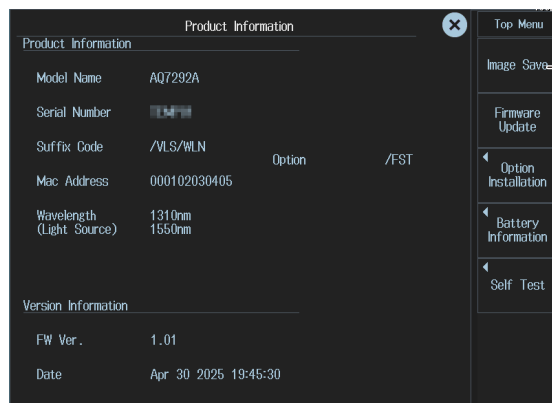 Product Information
Top Menu
Product Information
Image Save
Model Name AQ7292A
Serial Number
Firmware
Update
Suffix Code /VLS/WLN
Option /FST
Option
Installation
Mac Address 000102030405
Wavelength 1310nm
(Light Source) 1550nm
Battery
Information
Self Test
Version Information
FW Ver. 1.01
Date Apr 30 2025 19:45:30